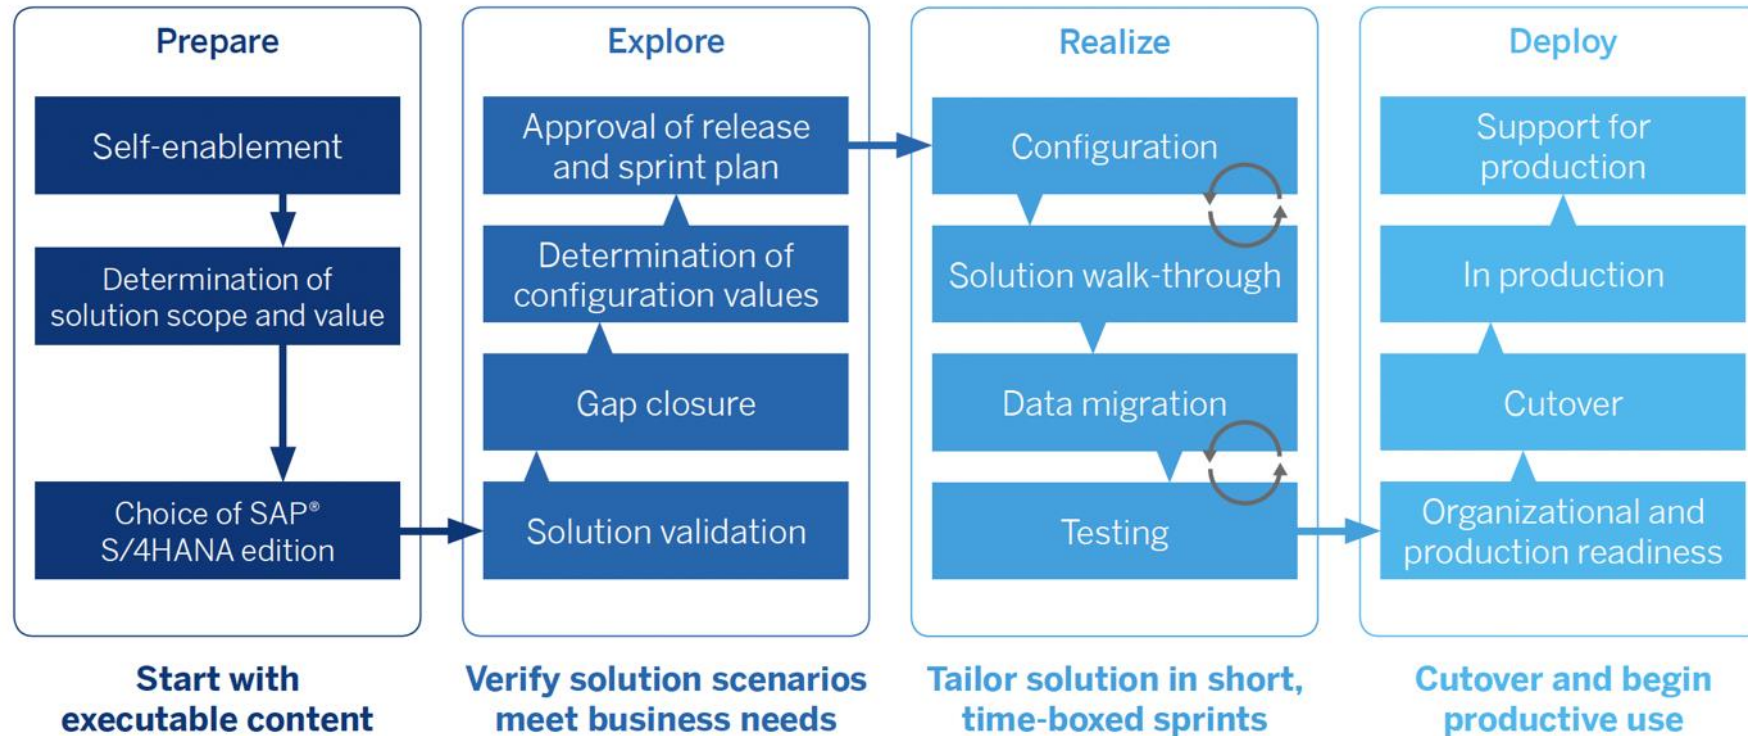 Prepare
Self-enablement
Determination of
solution scope and value
Choice of SAP®
S/4HANA edition
Start with
executable content
Explore
Approval of release
and sprint plan
Determination of
configuration values
Gap closure
Solution validation
Verify solution scenarios
meet business needs
Realize
Configuration
Solution walk-through
Data migration
Testing
Tailor solution in short,
time-boxed sprints
Deploy
Support for
production
In production
Cutover
Organizational and
production readiness
Cutover and begin
productive use